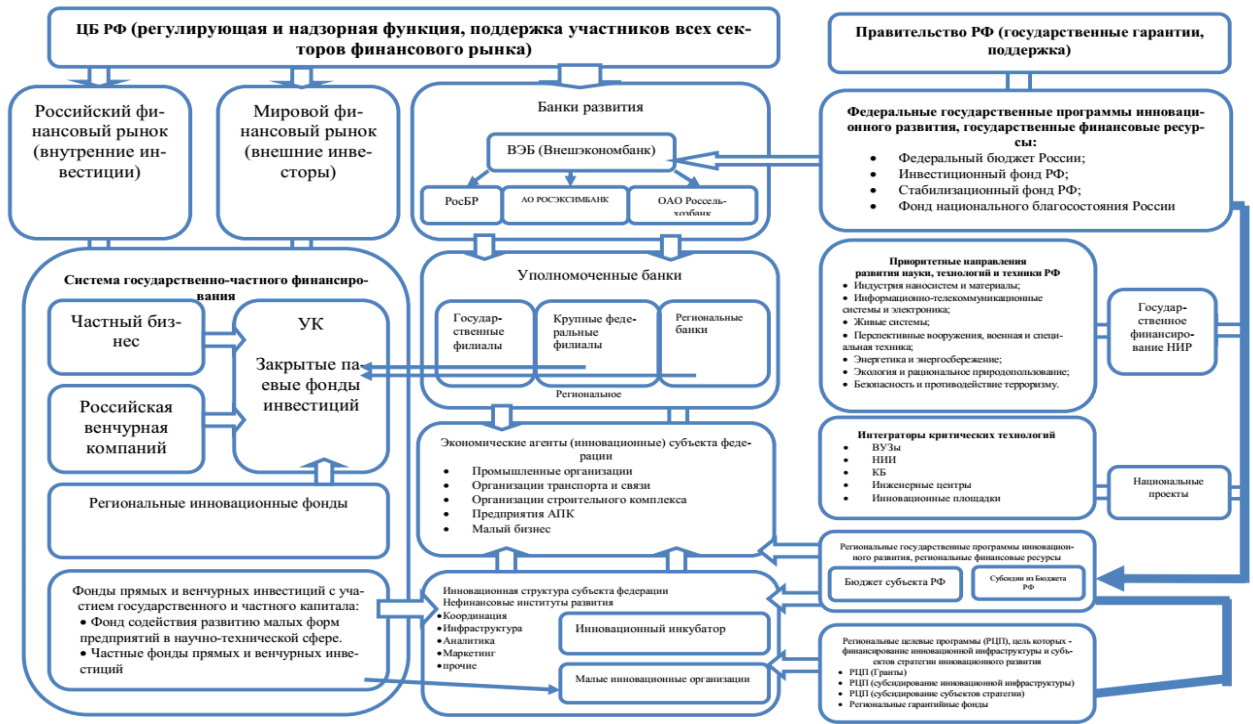 ЦБ РФ (регулирующая и надзорная функция, поддержка участников всех сек-
торов финансового рынка)
Правительство РФ (государственные гарантии,
поддержка)
Российский фи-
нансовый рынок
(внутренние ин-
вестиции)
Мировой фи-
нансовый рынок
(внешние инве-
сторы)
Банки развития
ВЭБ (Внешэкономбанк)
РосБР
АО РОСЭКСИМБАНК
ОАО Россель-
хозбанк
Федеральные государственные программы инноваци-
онного развития, государственные финансовые ресур-
сы:
• Федеральный бюджет России;
• Инвестиционный фонд РФ;
• Стабилизационный фонд РФ;
• Фонд национального благосостояния России
Система государственно-частного финансиро-
вания
Частный биз-
нес
Российская
венчурная
компаний
УК
Закрытые па-
евые фонды
инвестиций
Региональные инновационные фонды
Фонды прямых и венчурных инвестиций с уча-
стием государственного и частного капитала:
• Фонд содействия развитию малых форм
предприятий в научно-технической сфере.
• Частные фонды прямых и венчурных инве-
стиций
Уполномоченные банки
Государ-
ственные
филиалы
Крупные феде-
ральные
филиалы
Региональные
банки
Региональное
Экономические агенты (инновационные) субъекта феде-
рации
• Промышленные организации
• Организации транспорта и связи
• Организации строительного комплекса
• Предприятия АПК
• Малый бизнес
Инновационная структура субъекта федерации
Нефинансовые институты развития
•Координация
•Инфраструктура
•Аналитика
•Маркетинг
•прочие
Инновационный инкубатор
Малые инновационные организации
Приоритетные направления
развития науки, технологий и техники РФ
• Индустрия наносистем и материалы;
• Информационно-телекоммуникационные
системы и электроника;
• Живые системы;
• Перспективные вооружения, военная и специ-
альная техника;
• Энергетика и энергосбережение;
• Экология и рациональное природопользование;
• Безопасность и противодействие терроризму.
Государ-
ственное
финансиро-
вание НИР
Интеграторы критических технологий
• ВУЗы
• НИИ
• КБ
• Инженерные центры
• Инновационные площадки
Национальные
проекты
Региональные государственные программы инновацион-
ного развития, региональные финансовые ресурсы
Бюджет субъекта РФ
Субсидии из Бюджета
РФ
Региональные целевые программы (РЦП), цель которых -
финансирование инновационной инфраструктуры и субъ-
ектов стратегии инновационного развития
• РЦП (Гранты)
• РЦП (субсидирование инновационной инфраструктуры)
• РЦП (субсидирование субъектов стратегии)
• Региональные гарантийные фонды